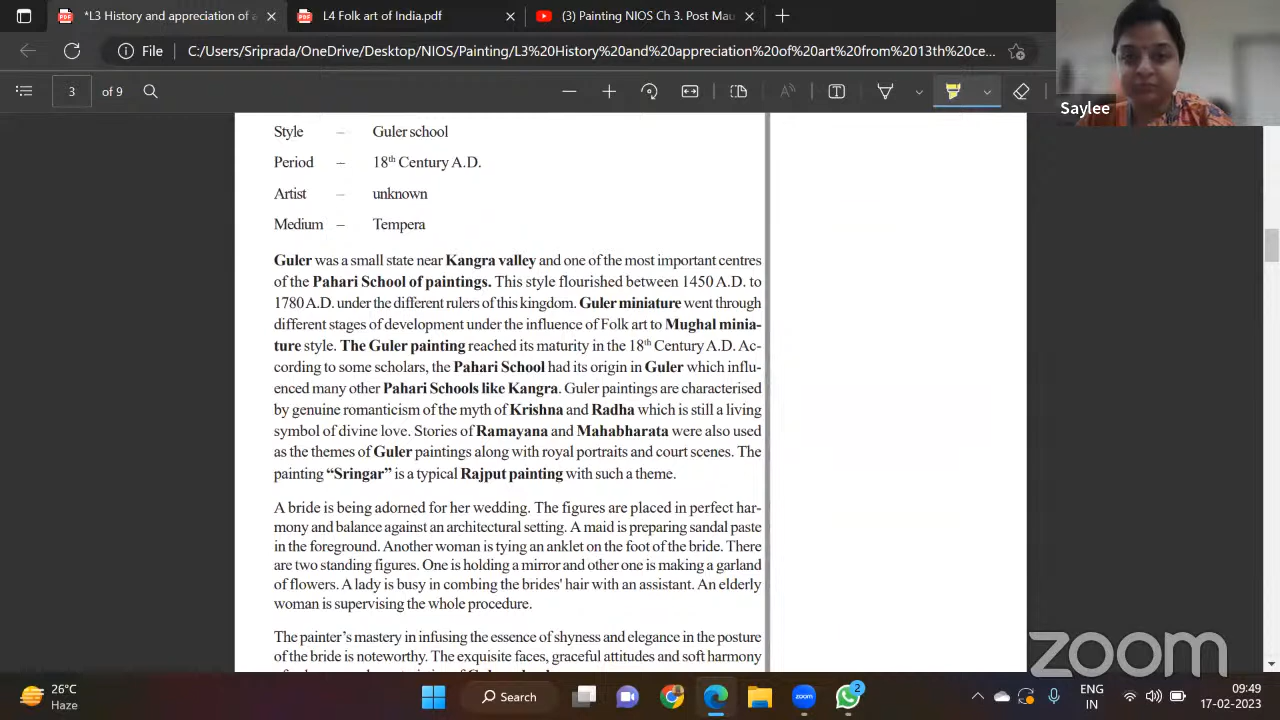 *L3 History and appreciation of a
L4 Folk art of India.pdf
(3) Painting NIOS Ch 3. Post Mau
File
C:/Users/Sriprada/OneDrive/Desktop/NIOS/Painting/L3%20History%20and%20appreciation%20of%20art%20from%2013th%20ce...
3 of 9
Saylee
Style – Guler school
Period – 18th Century A.D.
Artist – unknown
Medium – Tempera
Guler was a small state near Kangra valley and one of the most important centres
of the Pahari School of paintings. This style flourished between 1450 A.D. to
1780 A.D. under the different rulers of this kingdom. Guler miniature went through
different stages of development under the influence of Folk art to Mughal minia-
ture style. The Guler painting reached its maturity in the 18th Century A.D. Ac-
cording to some scholars, the Pahari School had its origin in Guler which influ-
enced many other Pahari Schools like Kangra. Guler paintings are characterised
by genuine romanticism of the myth of Krishna and Radha which is still a living
symbol of divine love. Stories of Ramayana and Mahabharata were also used
as the themes of Guler paintings along with royal portraits and court scenes. The
painting “Sringar” is a typical Rajput painting with such a theme.
A bride is being adorned for her wedding. The figures are placed in perfect har-
mony and balance against an architectural setting. A maid is preparing sandal paste
in the foreground. Another woman is tying an anklet on the foot of the bride. There
are two standing figures. One is holding a mirror and other one is making a garland
of flowers. A lady is busy in combing the brides' hair with an assistant. An elderly
woman is supervising the whole procedure.
The painter’s mastery in infusing the essence of shyness and elegance in the posture
of the bride is noteworthy. The exquisite faces, graceful attitudes and soft harmony
zoom
26°C
Haze
Search
zoom
2
ENG
IN
09:49
17-02-2023